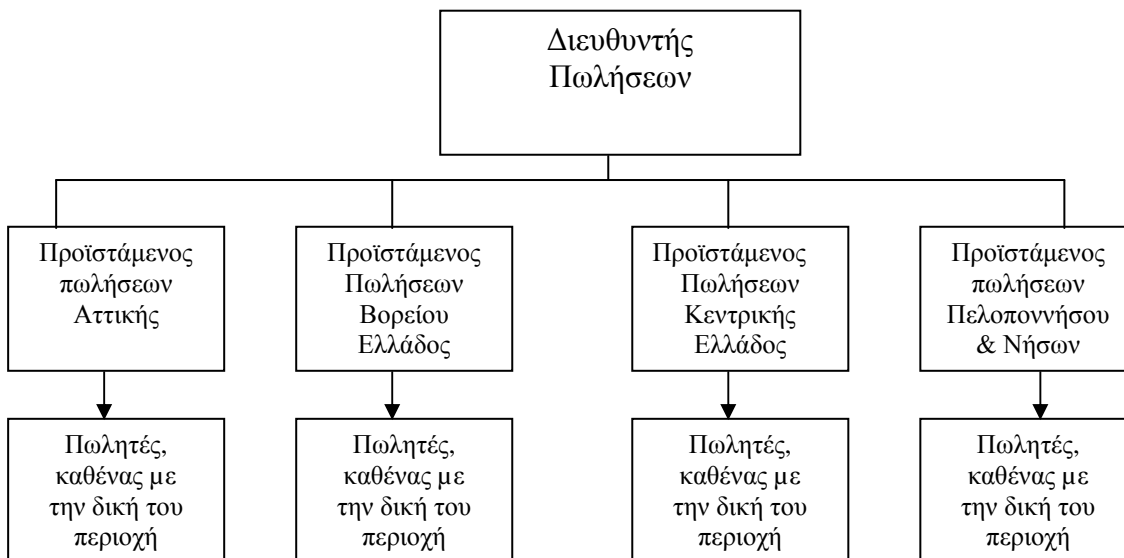 Διευθυντής
Πωλήσεων
Προϊστάμενος
πωλήσεων
Αττικής
Προϊστάμενος
Πωλήσεων
Βορείου
Ελλάδος
Προϊστάμενος
Πωλήσεων
Κεντρικής
Ελλάδος
Προϊστάμενος
πωλήσεων
Πελοποννήσου
& Νήσων
Πωλητές,
καθένας µε
την δική του
περιοχή
Πωλητές,
καθένας µε
την δική του
περιοχή
Πωλητές,
καθένας µε
την δική του
περιοχή
Πωλητές,
καθένας µε
την δική του
περιοχή